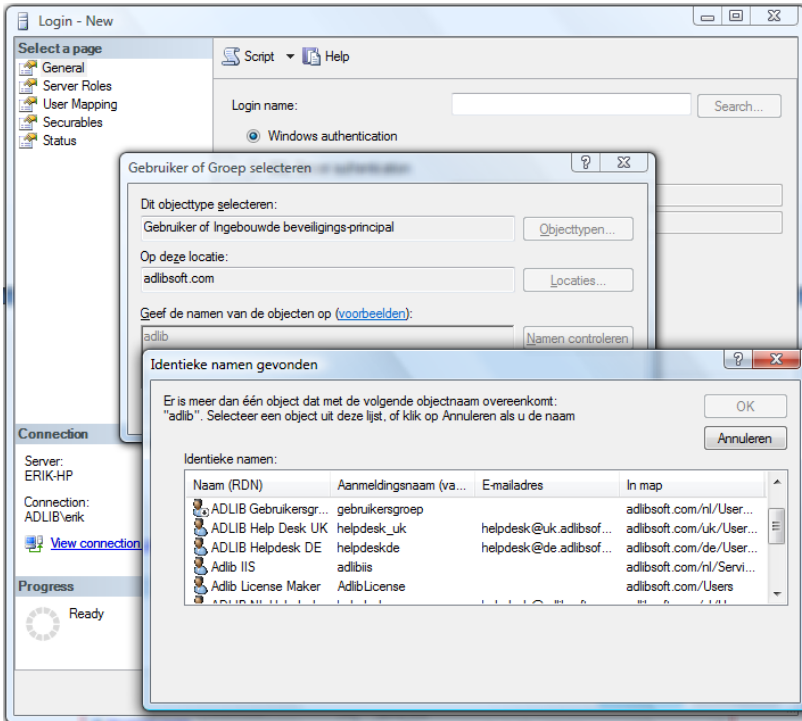 Login - New
Select a page
General
Server Roles
User Mapping
Securables
Status
Script Help
Login name: Search...
Windows authentication
Gebruiker of Groep selecteren
Dit objecttype selecteren:
Gebruiker of Ingebouwde beveiligings-principal Objecttypen...
Op deze locatie:
adlibsoft.com Locaties...
Geef de namen van de objecten op (voorbeelden):
adlib Namen controleren
Identieke namen gevonden
Er is meer dan één object dat met de volgende objectnaam overeenkomt:
"adlib". Selecteer een object uit deze lijst, of klik op Annuleren als u de naam
OK
Annuleren
Identieke namen:
Naam (RDN) Aanmeldingsnaam (va... E-mailadres In map
ADLIB Gebruikersgr... gebruikersgroep adlibsoft.com/nl/User...
ADLIB Help Desk UK helpdesk_uk helpdesk@uk.adlibsof... adlibsoft.com/uk/User...
ADLIB Helpdesk DE helpdeskde helpdesk@de.adlibsof... adlibsoft.com/de/User...
Adlib IIS adlibiis adlibsoft.com/nl/Servi...
Adlib License Maker AdlibLicense adlibsoft.com/Users
Connection
Server:
ERIK-HP
Connection:
ADLIB\erik
View connection
Progress
Ready